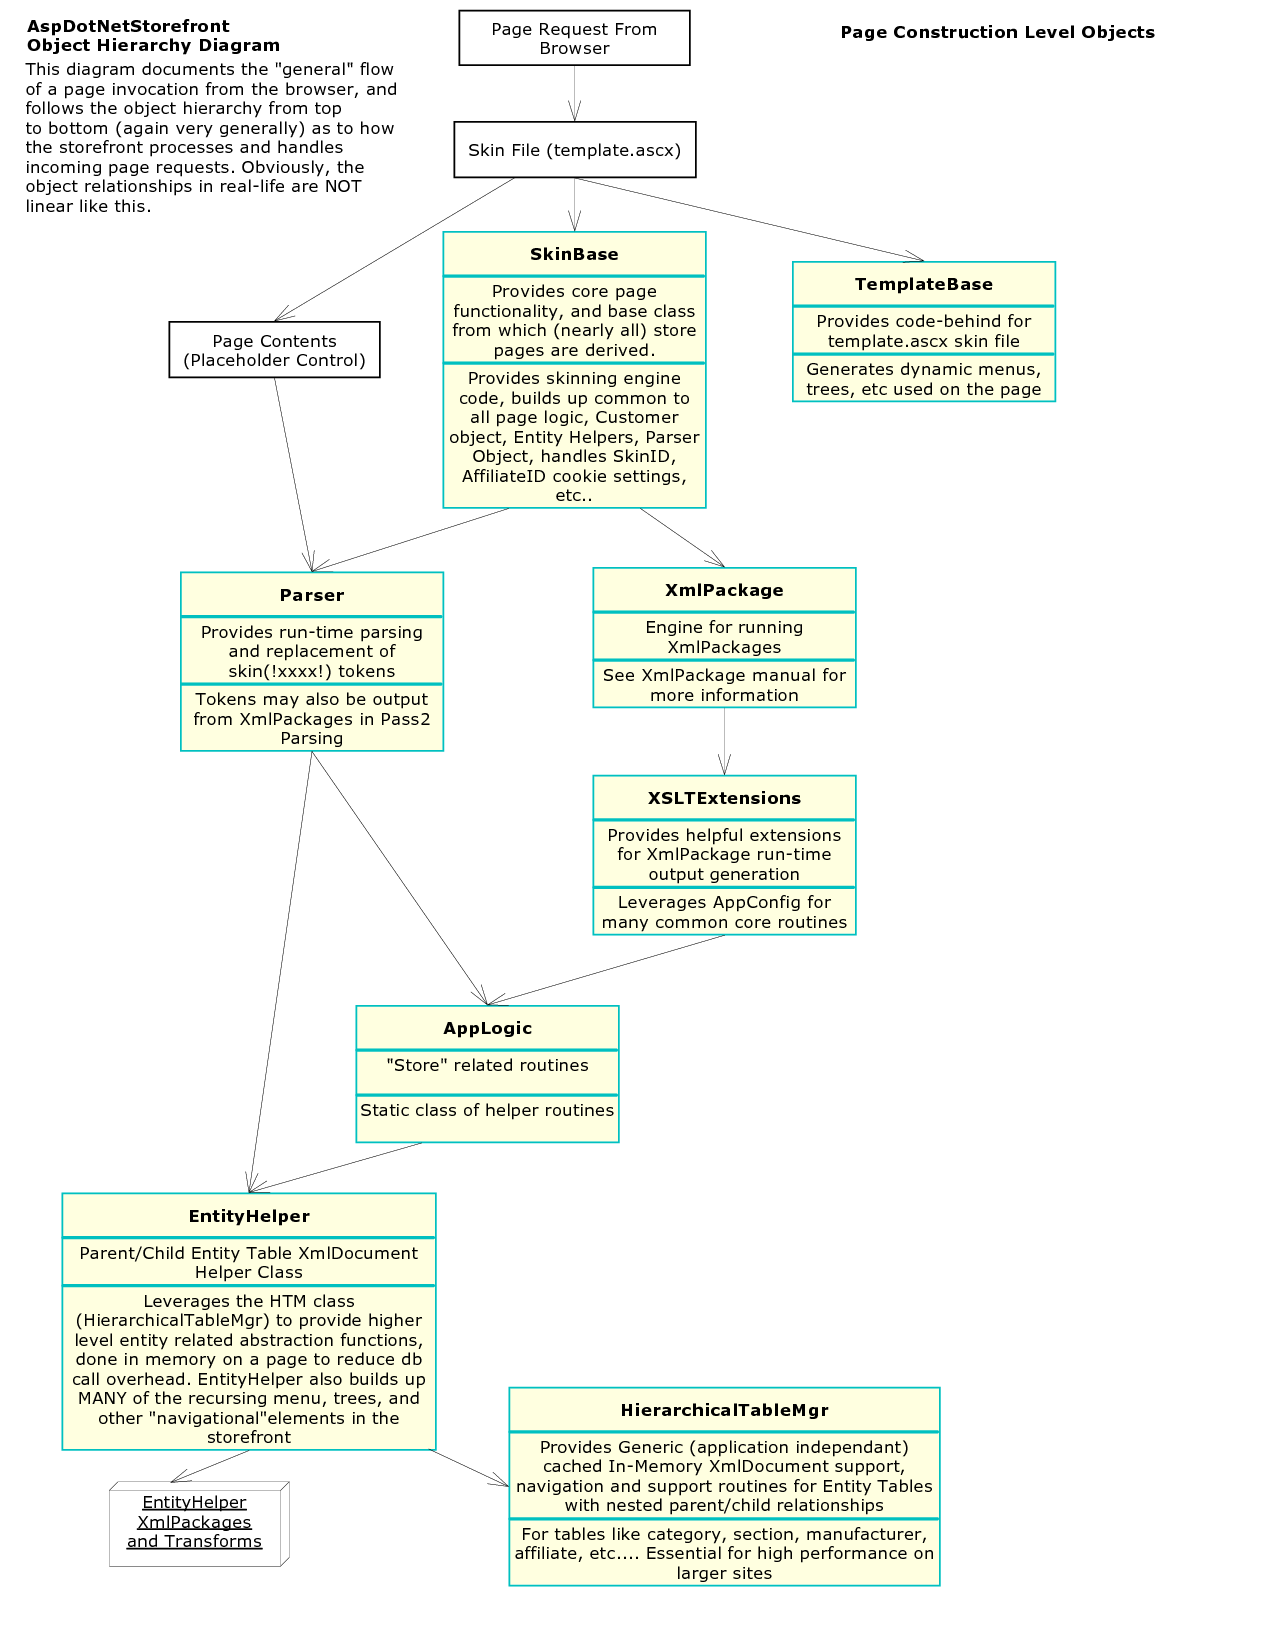 AspDotNetStorefront
Object Hierarchy Diagram
This diagram documents the "general" flow
of a page invocation from the browser, and
follows the object hierarchy from top
to bottom (again very generally) as to how
the storefront processes and handles
incoming page requests. Obviously, the
object relationships in real-life are NOT
linear like this.
Page Request From
Browser
Page Construction Level Objects
Skin File (template.ascx)
SkinBase
Provides core page
functionality, and base class
from which (nearly all) store
pages are derived.
Provides skinning engine
code, builds up common to
all page logic, Customer
object, Entity Helpers, Parser
Object, handles SkinID,
AffiliateID cookie settings,
etc..
TemplateBase
Provides code-behind for
template.ascx skin file
Generates dynamic menus,
trees, etc used on the page
Page Contents
(Placeholder Control)
Parser
Provides run-time parsing
and replacement of
skin(!xxxx!) tokens
Tokens may also be output
from XmlPackages in Pass2
Parsing
XmlPackage
Engine for running
XmlPackages
See XmlPackage manual for
more information
XSLTExtensions
Provides helpful extensions
for XmlPackage run-time
output generation
Leverages AppConfig for
many common core routines
AppLogic
"Store" related routines
Static class of helper routines
EntityHelper
Parent/Child Entity Table XmlDocument
Helper Class
Leverages the HTM class
(HierarchicalTableMgr) to provide higher
level entity related abstraction functions,
done in memory on a page to reduce db
call overhead. EntityHelper also builds up
MANY of the recursing menu, trees, and
other "navigational"elements in the
storefront
HierarchicalTableMgr
Provides Generic (application independant)
cached In-Memory XmlDocument support,
navigation and support routines for Entity Tables
with nested parent/child relationships
For tables like category, section, manufacturer,
affiliate, etc.... Essential for high performance on
larger sites
EntityHelper
XmlPackages
and Transforms